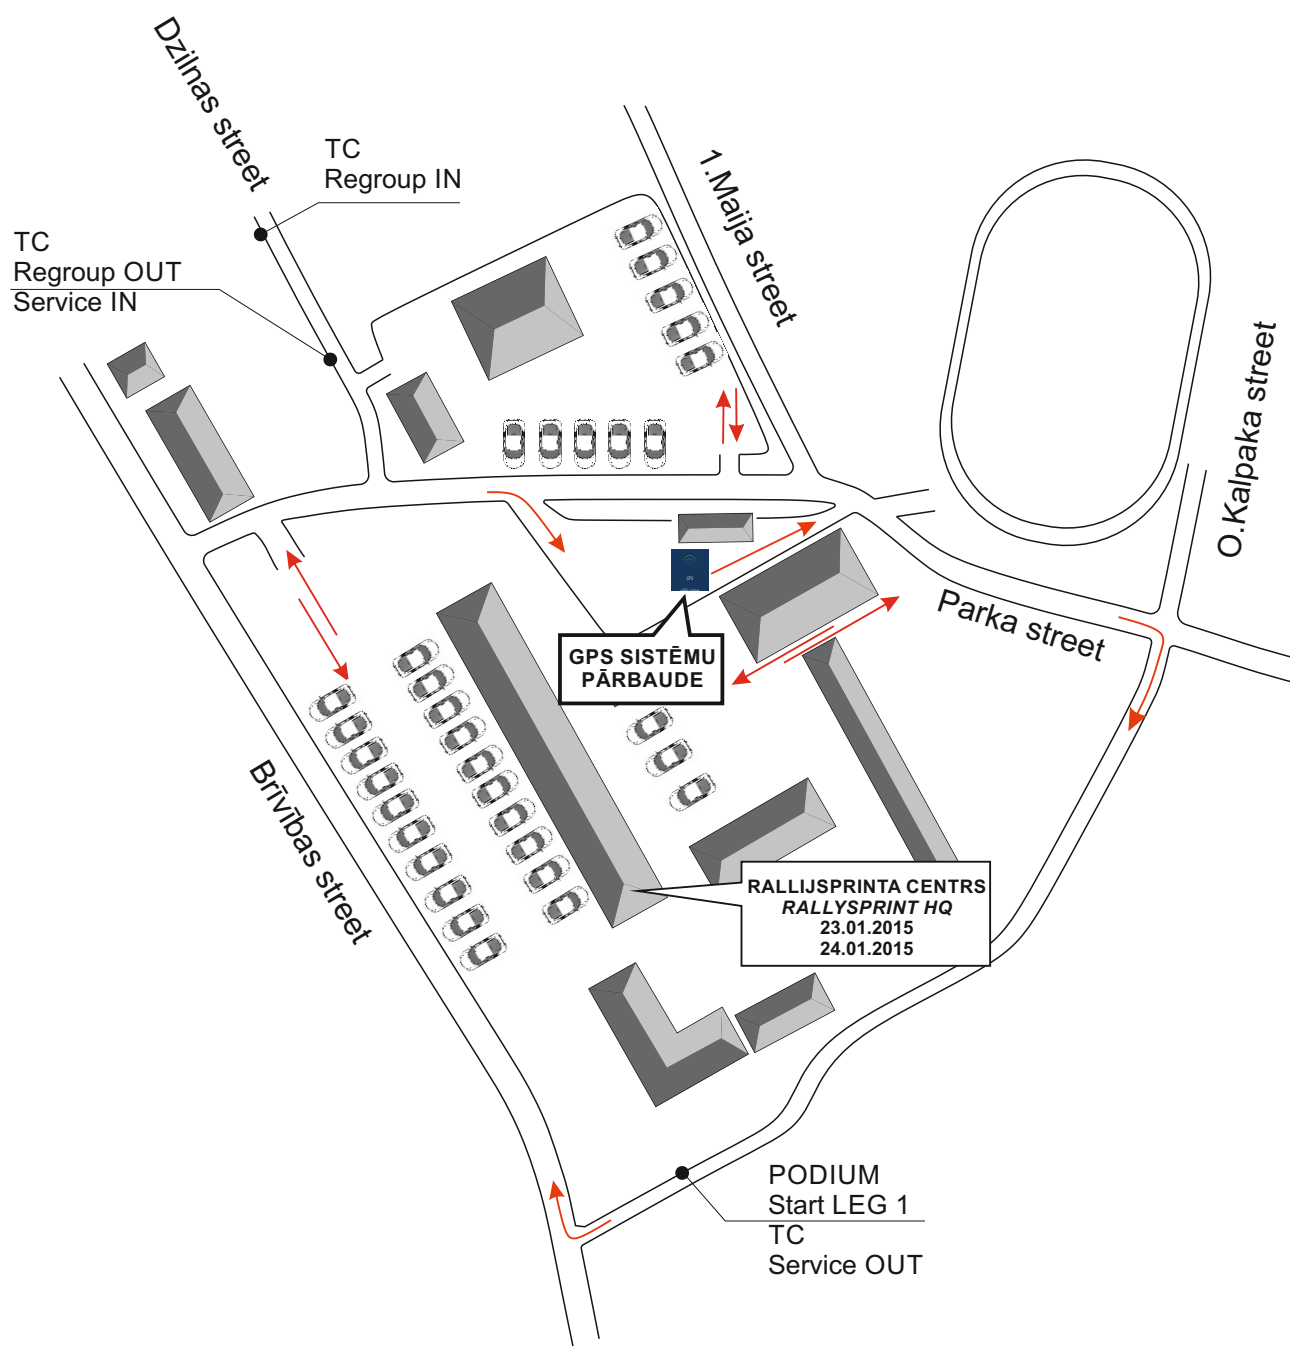 Dzilnas street
TC
Regroup IN
TC
Regroup OUT
Service IN
1.Maija street
O.Kalpaka street
Parka street
GPS SISTĒMU
PĀRBAUDE
Brīvības street
RALLIJSPRINTA CENTRS
RALLYSPRINT HQ
23.01.2015
24.01.2015
PODIUM
Start LEG 1
TC
Service OUT